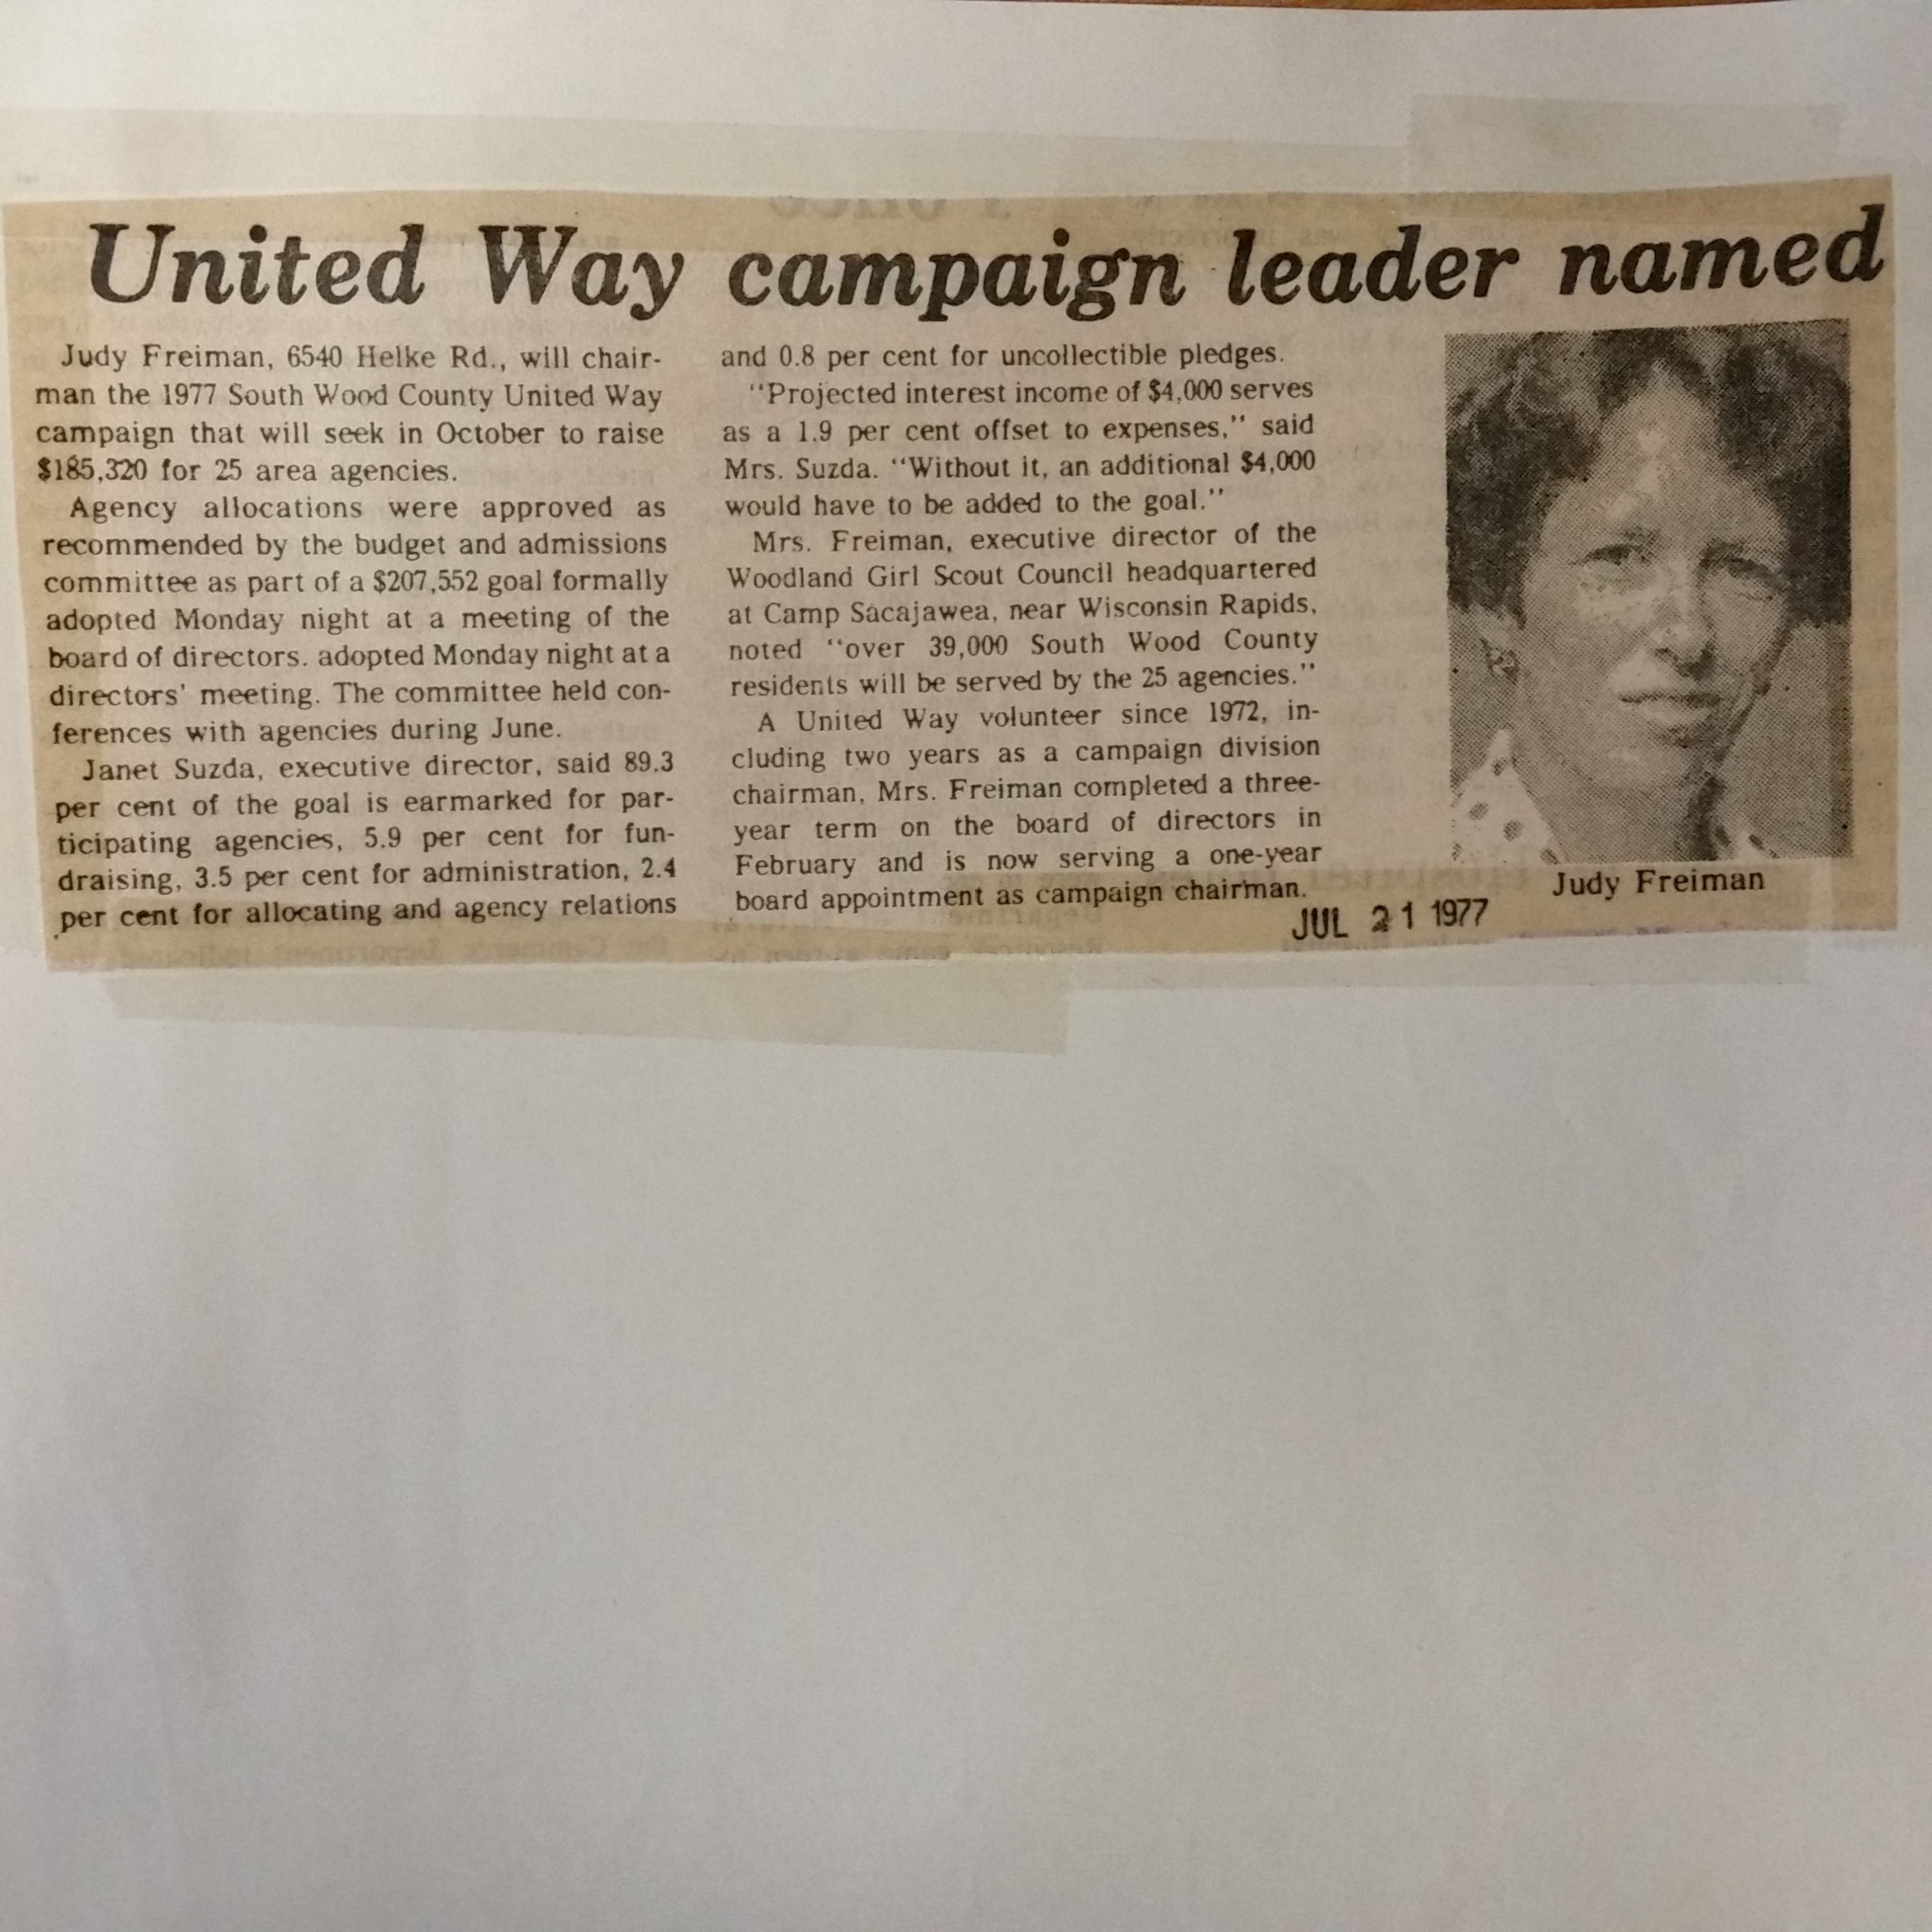 United Way campaign leader named
Judy Freiman, 6540 Helke Rd., will chair-
man the 1977 South Wood County United Way
campaign that will seek in October to raise
$185,320 for 25 area agencies.
Agency allocations were approved as
recommended by the budget and admissions
committee as part of a $207,552 goal formally
adopted Monday night at a meeting of the
board of directors. adopted Monday night at a
directors' meeting. The committee held con-
ferences with agencies during June.
Janet Suzda, executive director, said 89.3
per cent of the goal is earmarked for par-
ticipating agencies, 5.9 per cent for fun-
draising, 3.5 per cent for administration, 2.4
per cent for allocating and agency relations
and 0.8 per cent for uncollectible pledges.
"Projected interest income of $4,000 serves
as a 1.9 per cent offset to expenses," said
Mrs. Suzda. "Without it, an additional $4,000
would have to be added to the goal."
Mrs. Freiman, executive director of the
Woodland Girl Scout Council headquartered
at Camp Sacajawea, near Wisconsin Rapids,
noted "over 39,000 South Wood County
residents will be served by the 25 agencies."
A United Way volunteer since 1972, in-
cluding two years as a campaign division
chairman, Mrs. Freiman completed a three-
year term on the board of directors in
February and is now serving a one-year
board appointment as campaign chairman.
Judy Freiman
JUL 21 1977